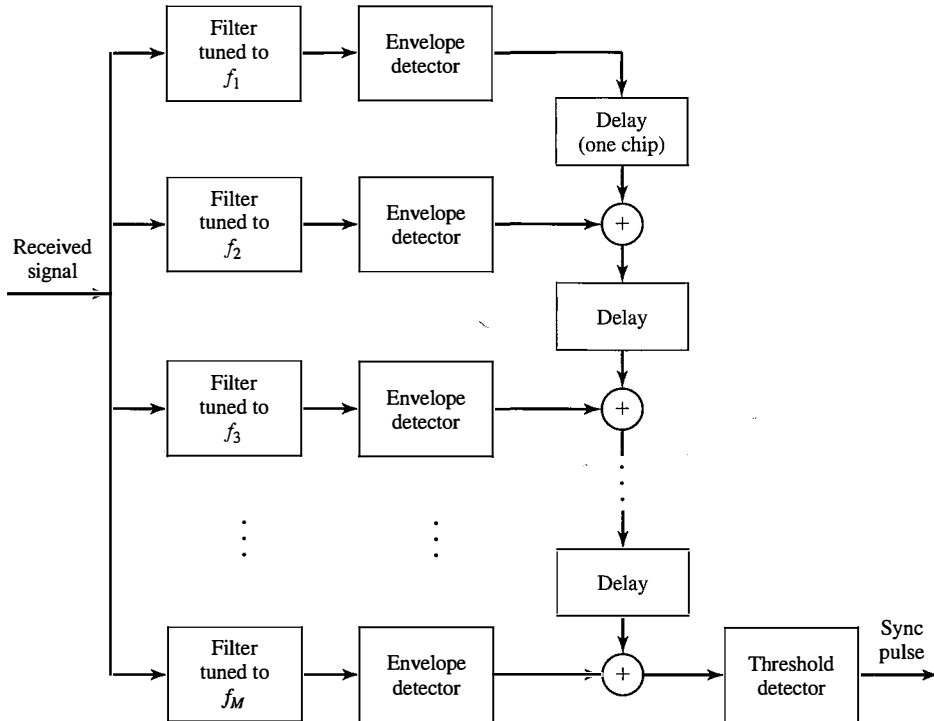 Filter
tuned to
f1
Envelope
detector
Delay
(one chip)
Filter
tuned to
f2
Envelope
detector
+
Received
signal
Delay
Filter
tuned to
f3
Envelope
detector
+
Delay
Filter
tuned to
fM
Envelope
detector
+
Threshold
detector
Sync
pulse